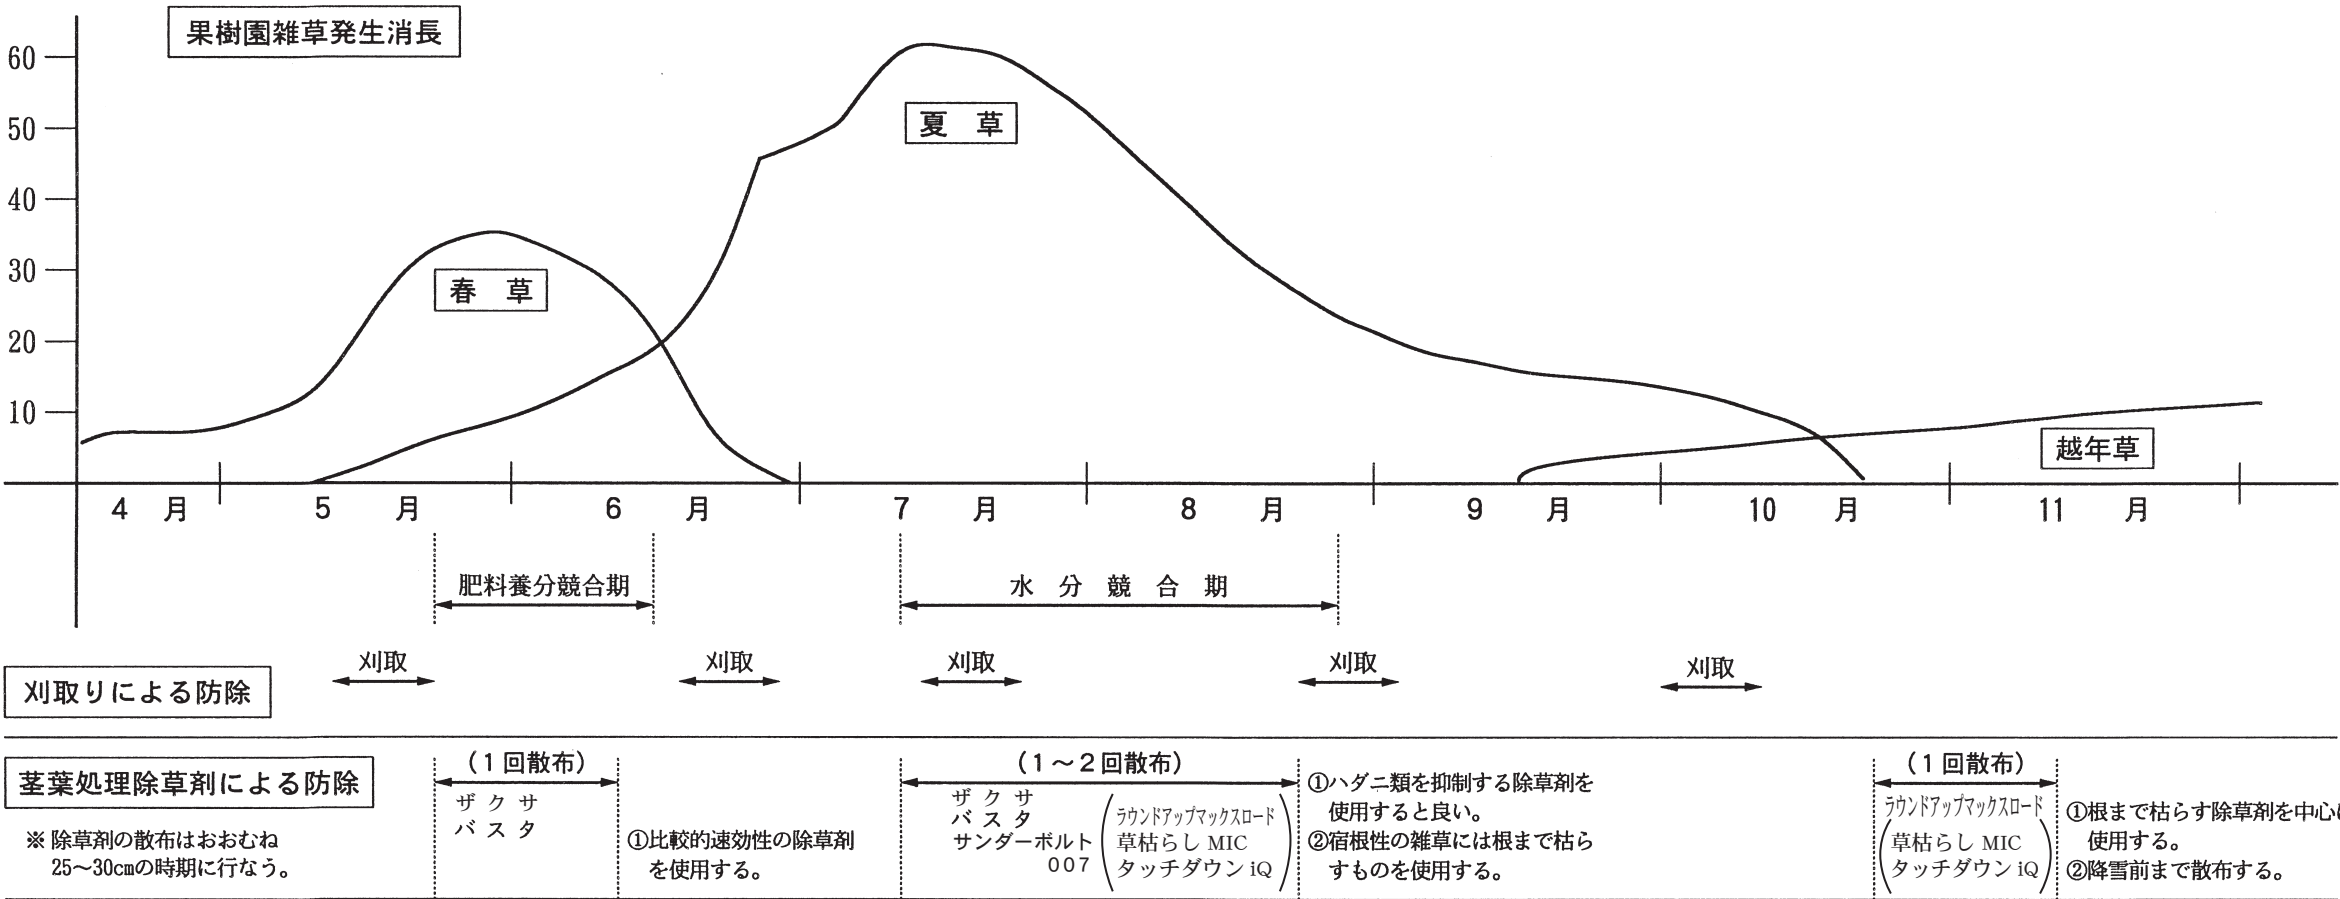 果樹園雑草発生消長
60
50
40
30
20
10
春 草
夏 草
越年草
4 月 5 月 6 月 7 月 8 月 9 月 10 月 11 月
肥料養分競合期
水 分 競 合 期
刈取りによる防除
刈取 刈取 刈取 刈取 刈取
茎葉処理除草剤による防除
※除草剤の散布はおおむね
25～30㎝の時期に行なう。
(1回散布)
ザ ク サ
バ ス タ
①比較的速効性の除草剤
を使用する。
(1～2回散布)
ザ ク サ
バ ス タ
サンダーボルト
007
(ラウンドアップマックスロード
草枯らし MIC
タッチダウン iQ)
①ハダニ類を抑制する除草剤を
使用すると良い。
②宿根性の雑草には根まで枯ら
すものを使用する。
(1回散布)
ラウンドアップマックスロード
(草枯らし MIC
タッチダウン iQ)
①根まで枯らす除草剤を中心に
使用する。
②降雪前まで散布する。